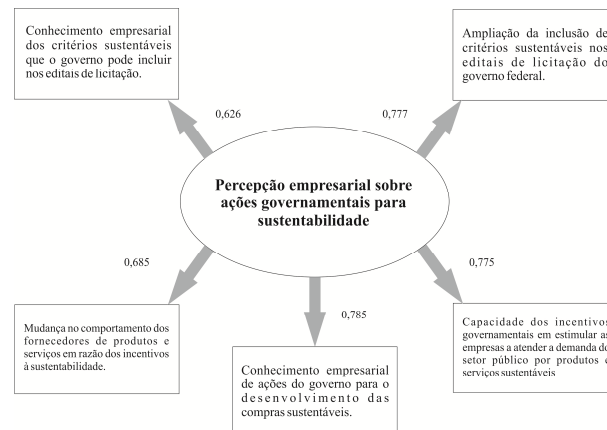 Conhecimento empresarial
dos critérios sustentáveis
que o governo pode incluir
nos editais de licitação.
Ampliação da inclusão de
critérios sustentáveis nos
editais de licitação do
governo federal.
0,626
0,777
Percepção empresarial sobre
ações governamentais para
sustentabilidade
0,685
0,775
0,785
Mudança no comportamento dos
fornecedores de produtos e
serviços em razão dos incentivos
à sustentabilidade.
Conhecimento empresarial
de ações do governo para o
desenvolvimento das
compras sustentáveis.
Capacidade dos incentivos
governamentais em estimular as
empresas a atender a demanda do
setor público por produtos e
serviços sustentáveis